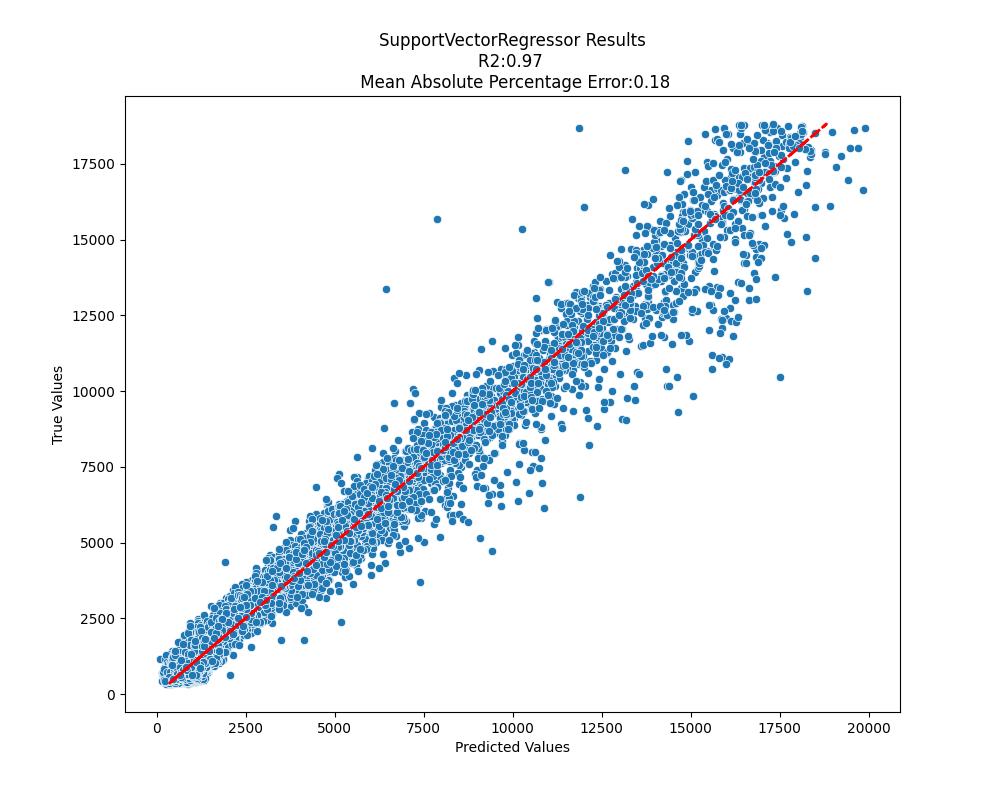 SupportVectorRegressor Results
R2:0.97
Mean Absolute Percentage Error:0.18
True Values
17500
15000
12500
10000
7500
5000
2500
0
0 2500 5000 7500 10000 12500 15000 17500 20000
Predicted Values